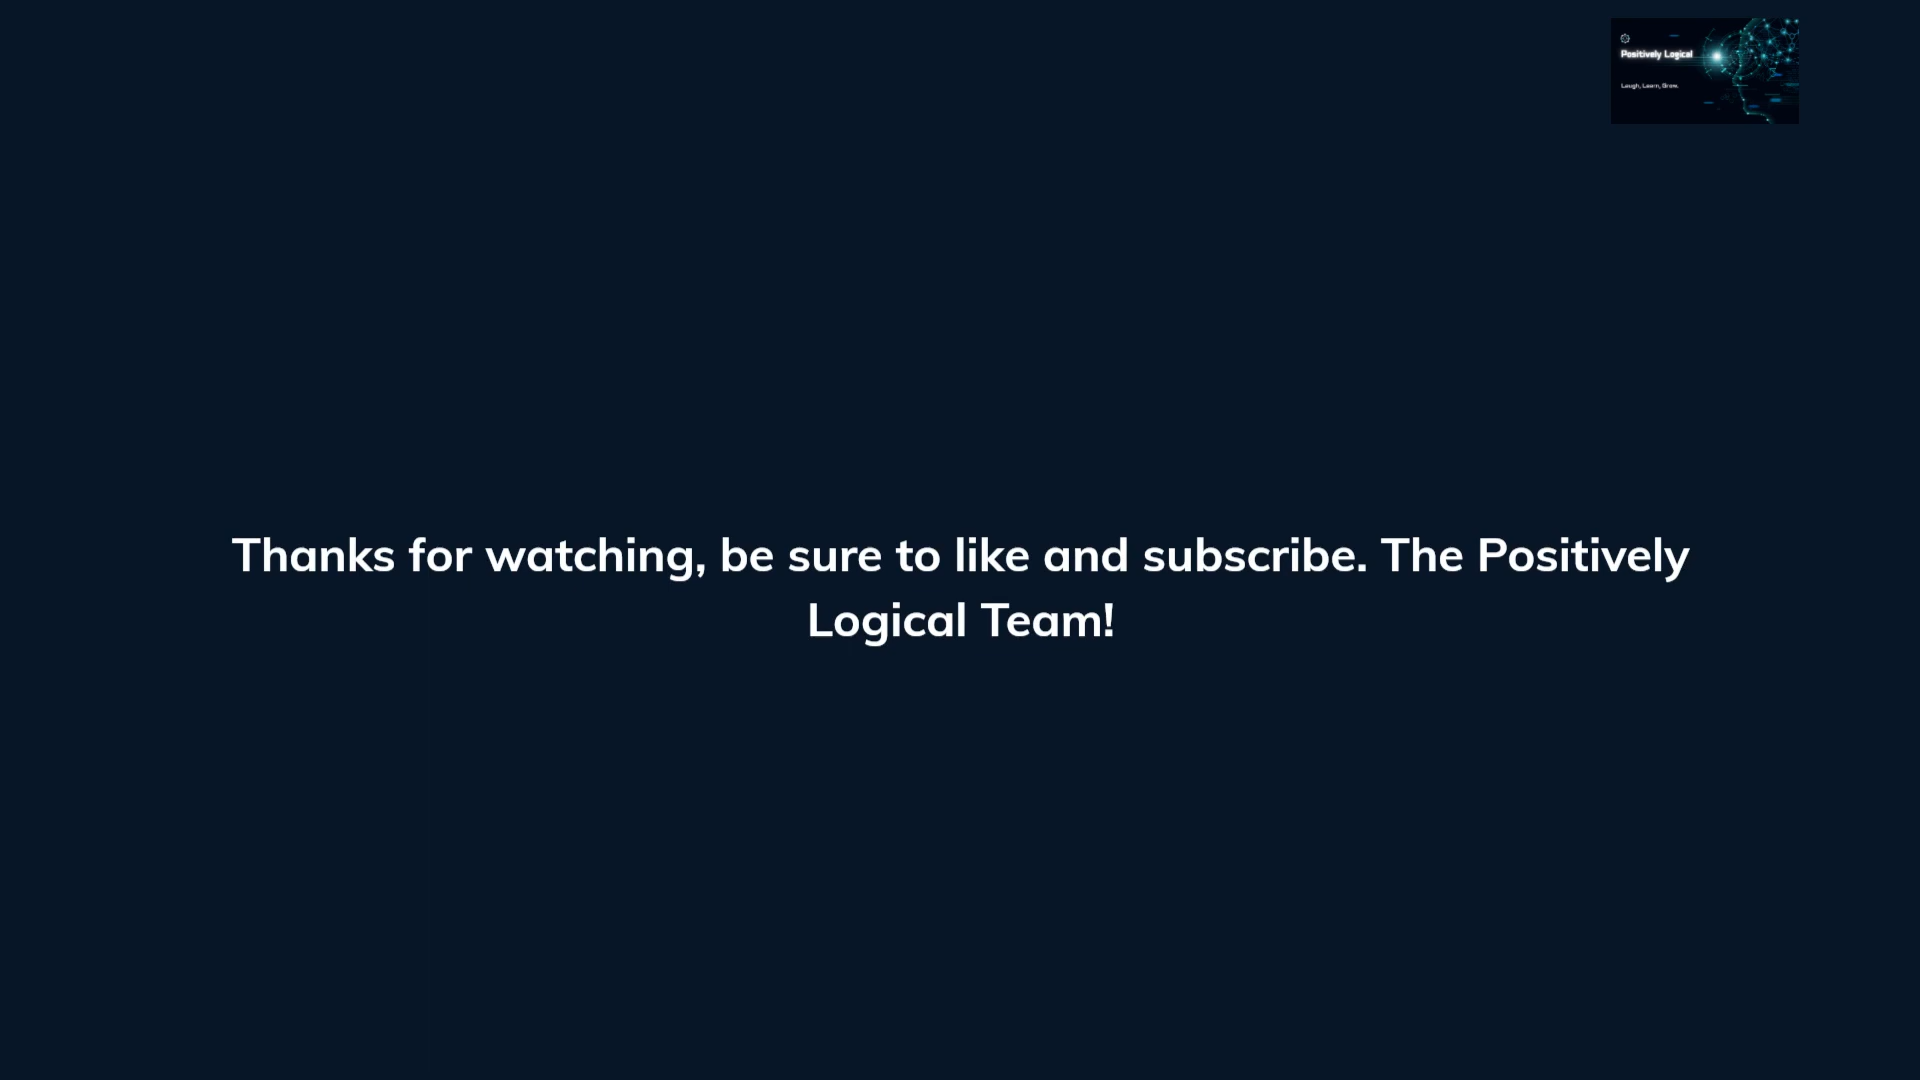 Positively Logical
Laugh, Learn, Grow.
Thanks for watching, be sure to like and subscribe. The Positively
Logical Team!